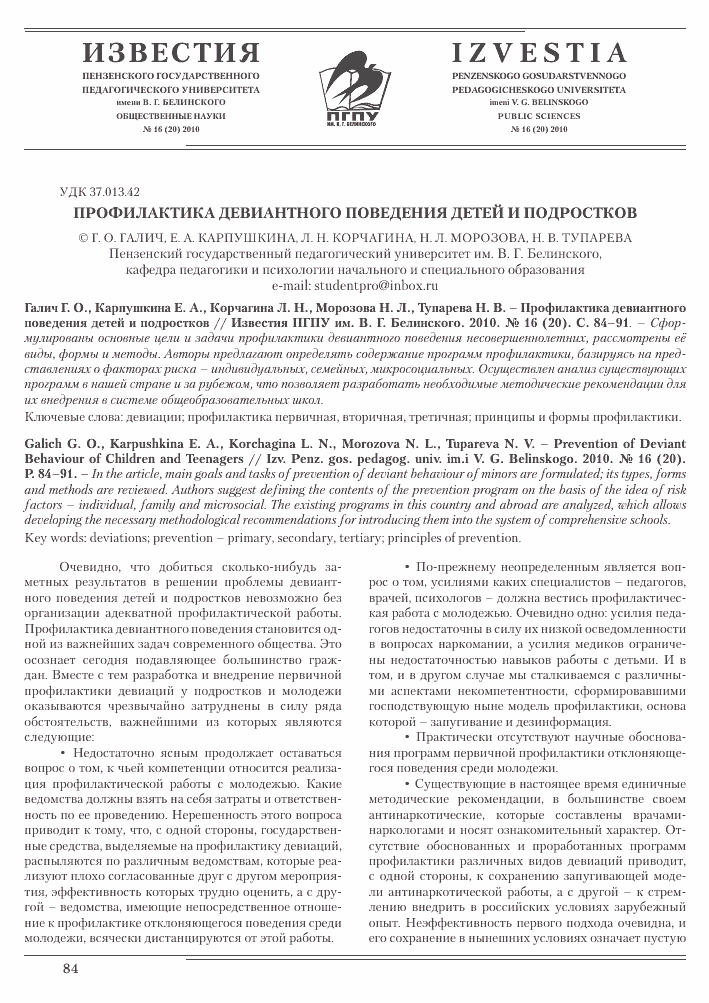 ИЗВЕСТИЯ
ПЕНЗЕНСКОГО ГОСУДАРСТВЕННОГО
ПЕДАГОГИЧЕСКОГО УНИВЕРСИТЕТА
имени В. Г. БЕЛИНСКОГО
ОБЩЕСТВЕННЫЕ НАУКИ
№ 16 (20) 2010
ПГПУ
ИМ. В. Г. БЕЛИНСКОГО
IZVESTIA
PENZENSKOGO GOSUDARSTVENNOGO
PEDAGOGICHESKOGO UNIVERSITETA
imeni V. G. BELINSKOGO
PUBLIC SCIENCES
№ 16 (20) 2010
УДК 37.013.42
ПРОФИЛАКТИКА ДЕВИАНТНОГО ПОВЕДЕНИЯ ДЕТЕЙ И ПОДРОСТКОВ
© Г. О. ГАЛИЧ, Е. А. КАРПУШКИНА, Л. Н. КОРЧАГИНА, Н. Л. МОРОЗОВА, Н. В. ТУПАРЕВА
Пензенский государственный педагогический университет им. В. Г. Белинского,
кафедра педагогики и психологии начального и специального образования
e-mail: studentpro@inbox.ru
Галич Г. О., Карпушкина Е. А., Корчагина Л. Н., Морозова Н. Л., Тупарева Н. В. – Профилактика девиантного
поведения детей и подростков // Известия ПГПУ им. В. Г. Белинского. 2010. № 16 (20). С. 84–91. – Сфор-
мулированы основные цели и задачи профилактики девиантного поведения несовершеннолетних, рассмотрены её
виды, формы и методы. Авторы предлагают определять содержание программ профилактики, базируясь на пред-
ставлениях о факторах риска – индивидуальных, семейных, микросоциальных. Осуществлен анализ существующих
программ в нашей стране и за рубежом, что позволяет разработать необходимые методические рекомендации для
их внедрения в системе общеобразовательных школ.
Ключевые слова: девиации; профилактика первичная, вторичная, третичная; принципы и формы профилактики.
Galich G. O., Karpushkina E. A., Korchagina L. N., Morozova N. L., Tupareva N. V. – Prevention of Deviant
Behaviour of Children and Teenagers // Izv. Penz. gos. pedagog. univ. im.i V. G. Belinskogo. 2010. № 16 (20).
P. 84–91. – In the article, main goals and tasks of prevention of deviant behaviour of minors are formulated; its types, forms
and methods are reviewed. Authors suggest defining the contents of the prevention program on the basis of the idea of risk
factors – individual, family and microsocial. The existing programs in this country and abroad are analyzed, which allows
developing the necessary methodological recommendations for introducing them into the system of comprehensive schools.
Key words: deviations; prevention – primary, secondary, tertiary; principles of prevention.
Очевидно, что добиться сколько-нибудь за-
метных результатов в решении проблемы девиант-
ного поведения детей и подростков невозможно без
организации адекватной профилактической работы.
Профилактика девиантного поведения становится од-
ной из важнейших задач современного общества. Это
осознает сегодня подавляющее большинство граж-
дан. Вместе с тем разработка и внедрение первичной
профилактики девиаций у подростков и молодежи
оказываются чрезвычайно затруднены в силу ряда
обстоятельств, важнейшими из которых являются
следующие:
• Недостаточно ясным продолжает оставаться
вопрос о том, к чьей компетенции относится реализа-
ция профилактической работы с молодежью. Какие
ведомства должны взять на себя затраты и ответствен-
ность по ее проведению. Нерешенность этого вопроса
приводит к тому, что, с одной стороны, государствен-
ные средства, выделяемые на профилактику девиаций,
распыляются по различным ведомствам, которые реа-
лизуют плохо согласованные друг с другом мероприя-
тия, эффективность которых трудно оценить, а с дру-
гой – ведомства, имеющие непосредственное отноше-
ние к профилактике отклоняющегося поведения среди
молодежи, всячески дистанцируются от этой работы.
• По-прежнему неопределенным является воп-
рос о том, усилиями каких специалистов – педагогов,
врачей, психологов – должна вестись профилактичес-
кая работа с молодежью. Очевидно одно: усилия педа-
гогов недостаточны в силу их низкой осведомленности
в вопросах наркомании, а усилия медиков ограниче-
ны недостаточностью навыков работы с детьми. И в
том, и в другом случае мы сталкиваемся с различны-
ми аспектами некомпетентности, сформировавшими
господствующую ныне модель профилактики, основа
которой – запугивание и дезинформация.
• Практически отсутствуют научные обоснова-
ния программ первичной профилактики отклоняюще-
гося поведения среди молодежи.
• Существующие в настоящее время единичные
методические рекомендации, в большинстве своем
антинаркотические, которые составлены врачами-
наркологами и носят ознакомительный характер. От-
сутствие обоснованных и проработанных программ
профилактики различных видов девиаций приводит,
с одной стороны, к сохранению запугивающей моде-
ли антинаркотической работы, а с другой – к стрем-
лению внедрить в российских условиях зарубежный
опыт. Неэффективность первого подхода очевидна, и
его сохранение в нынешних условиях означает пустую
84